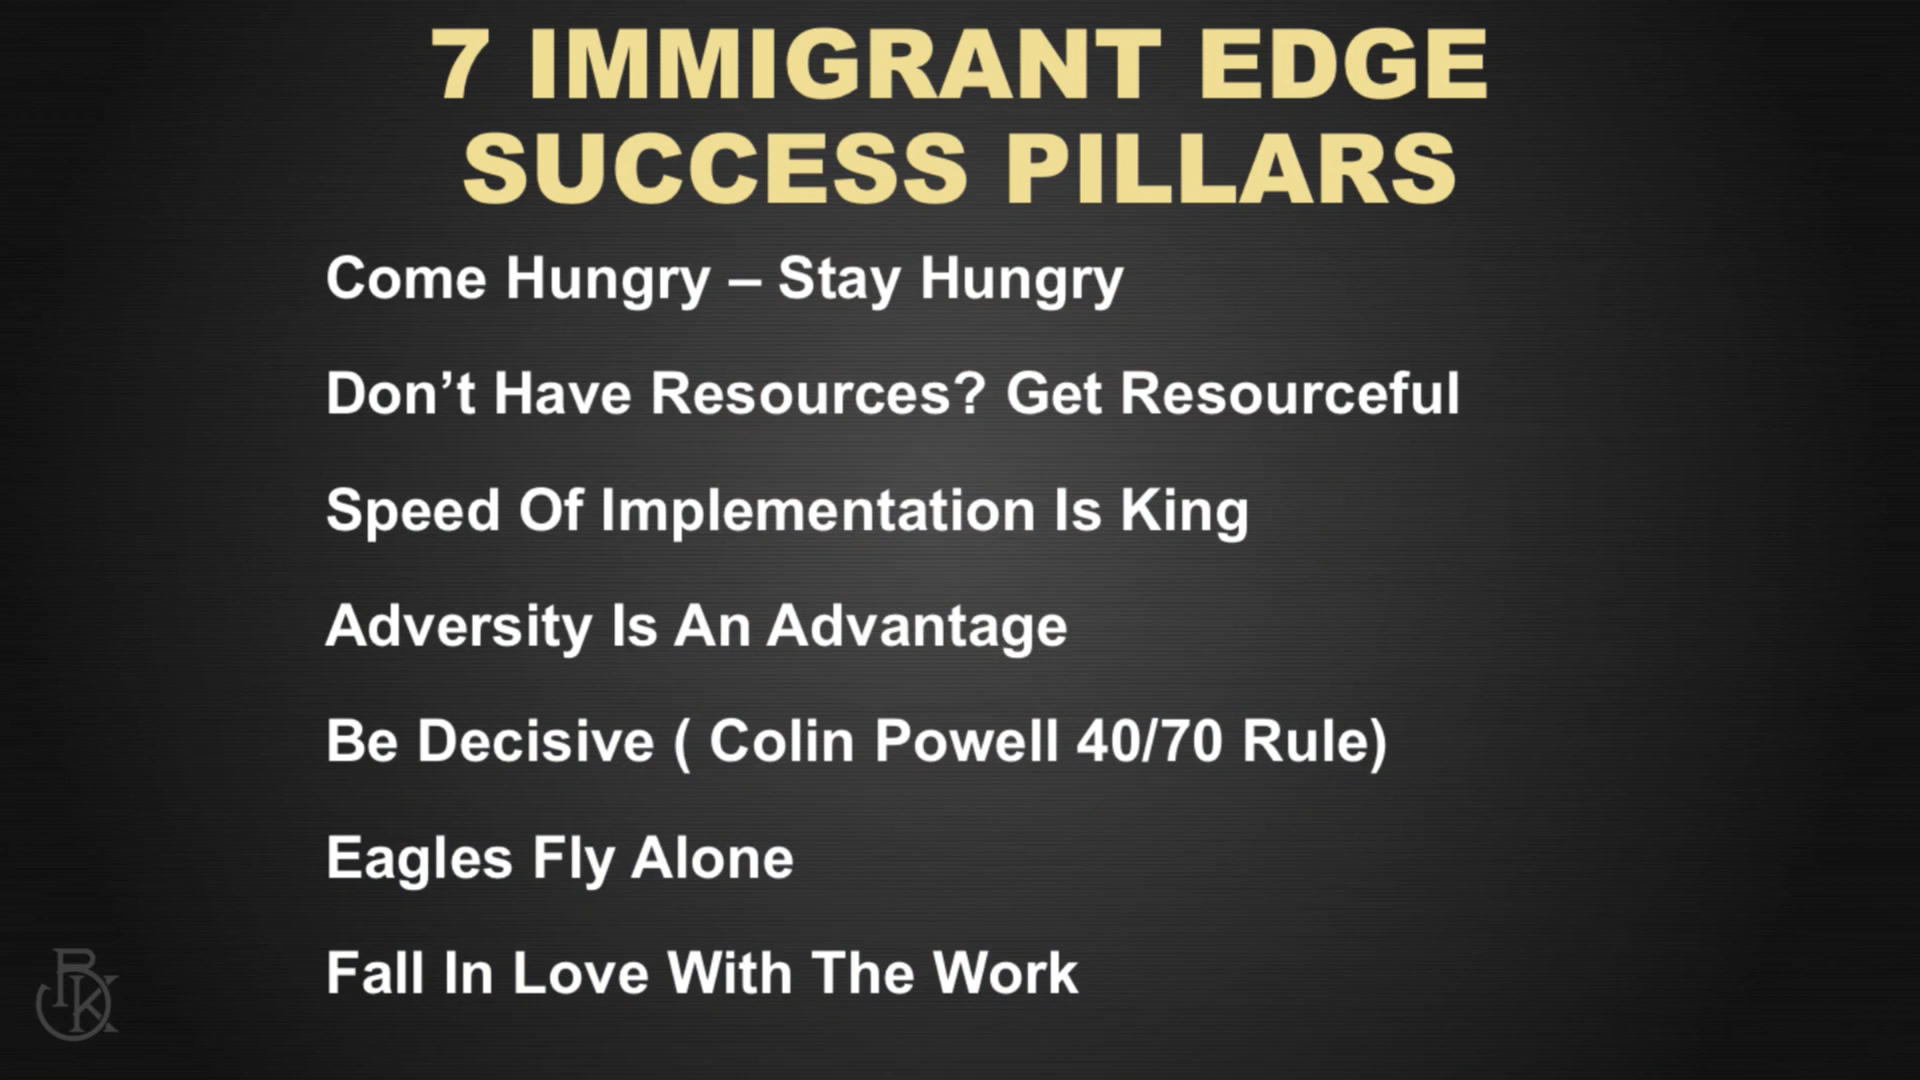 7 IMMIGRANT EDGE
SUCCESS PILLARS
Come Hungry – Stay Hungry
Don’t Have Resources? Get Resourceful
Speed Of Implementation Is King
Adversity Is An Advantage
Be Decisive ( Colin Powell 40/70 Rule)
Eagles Fly Alone
Fall In Love With The Work